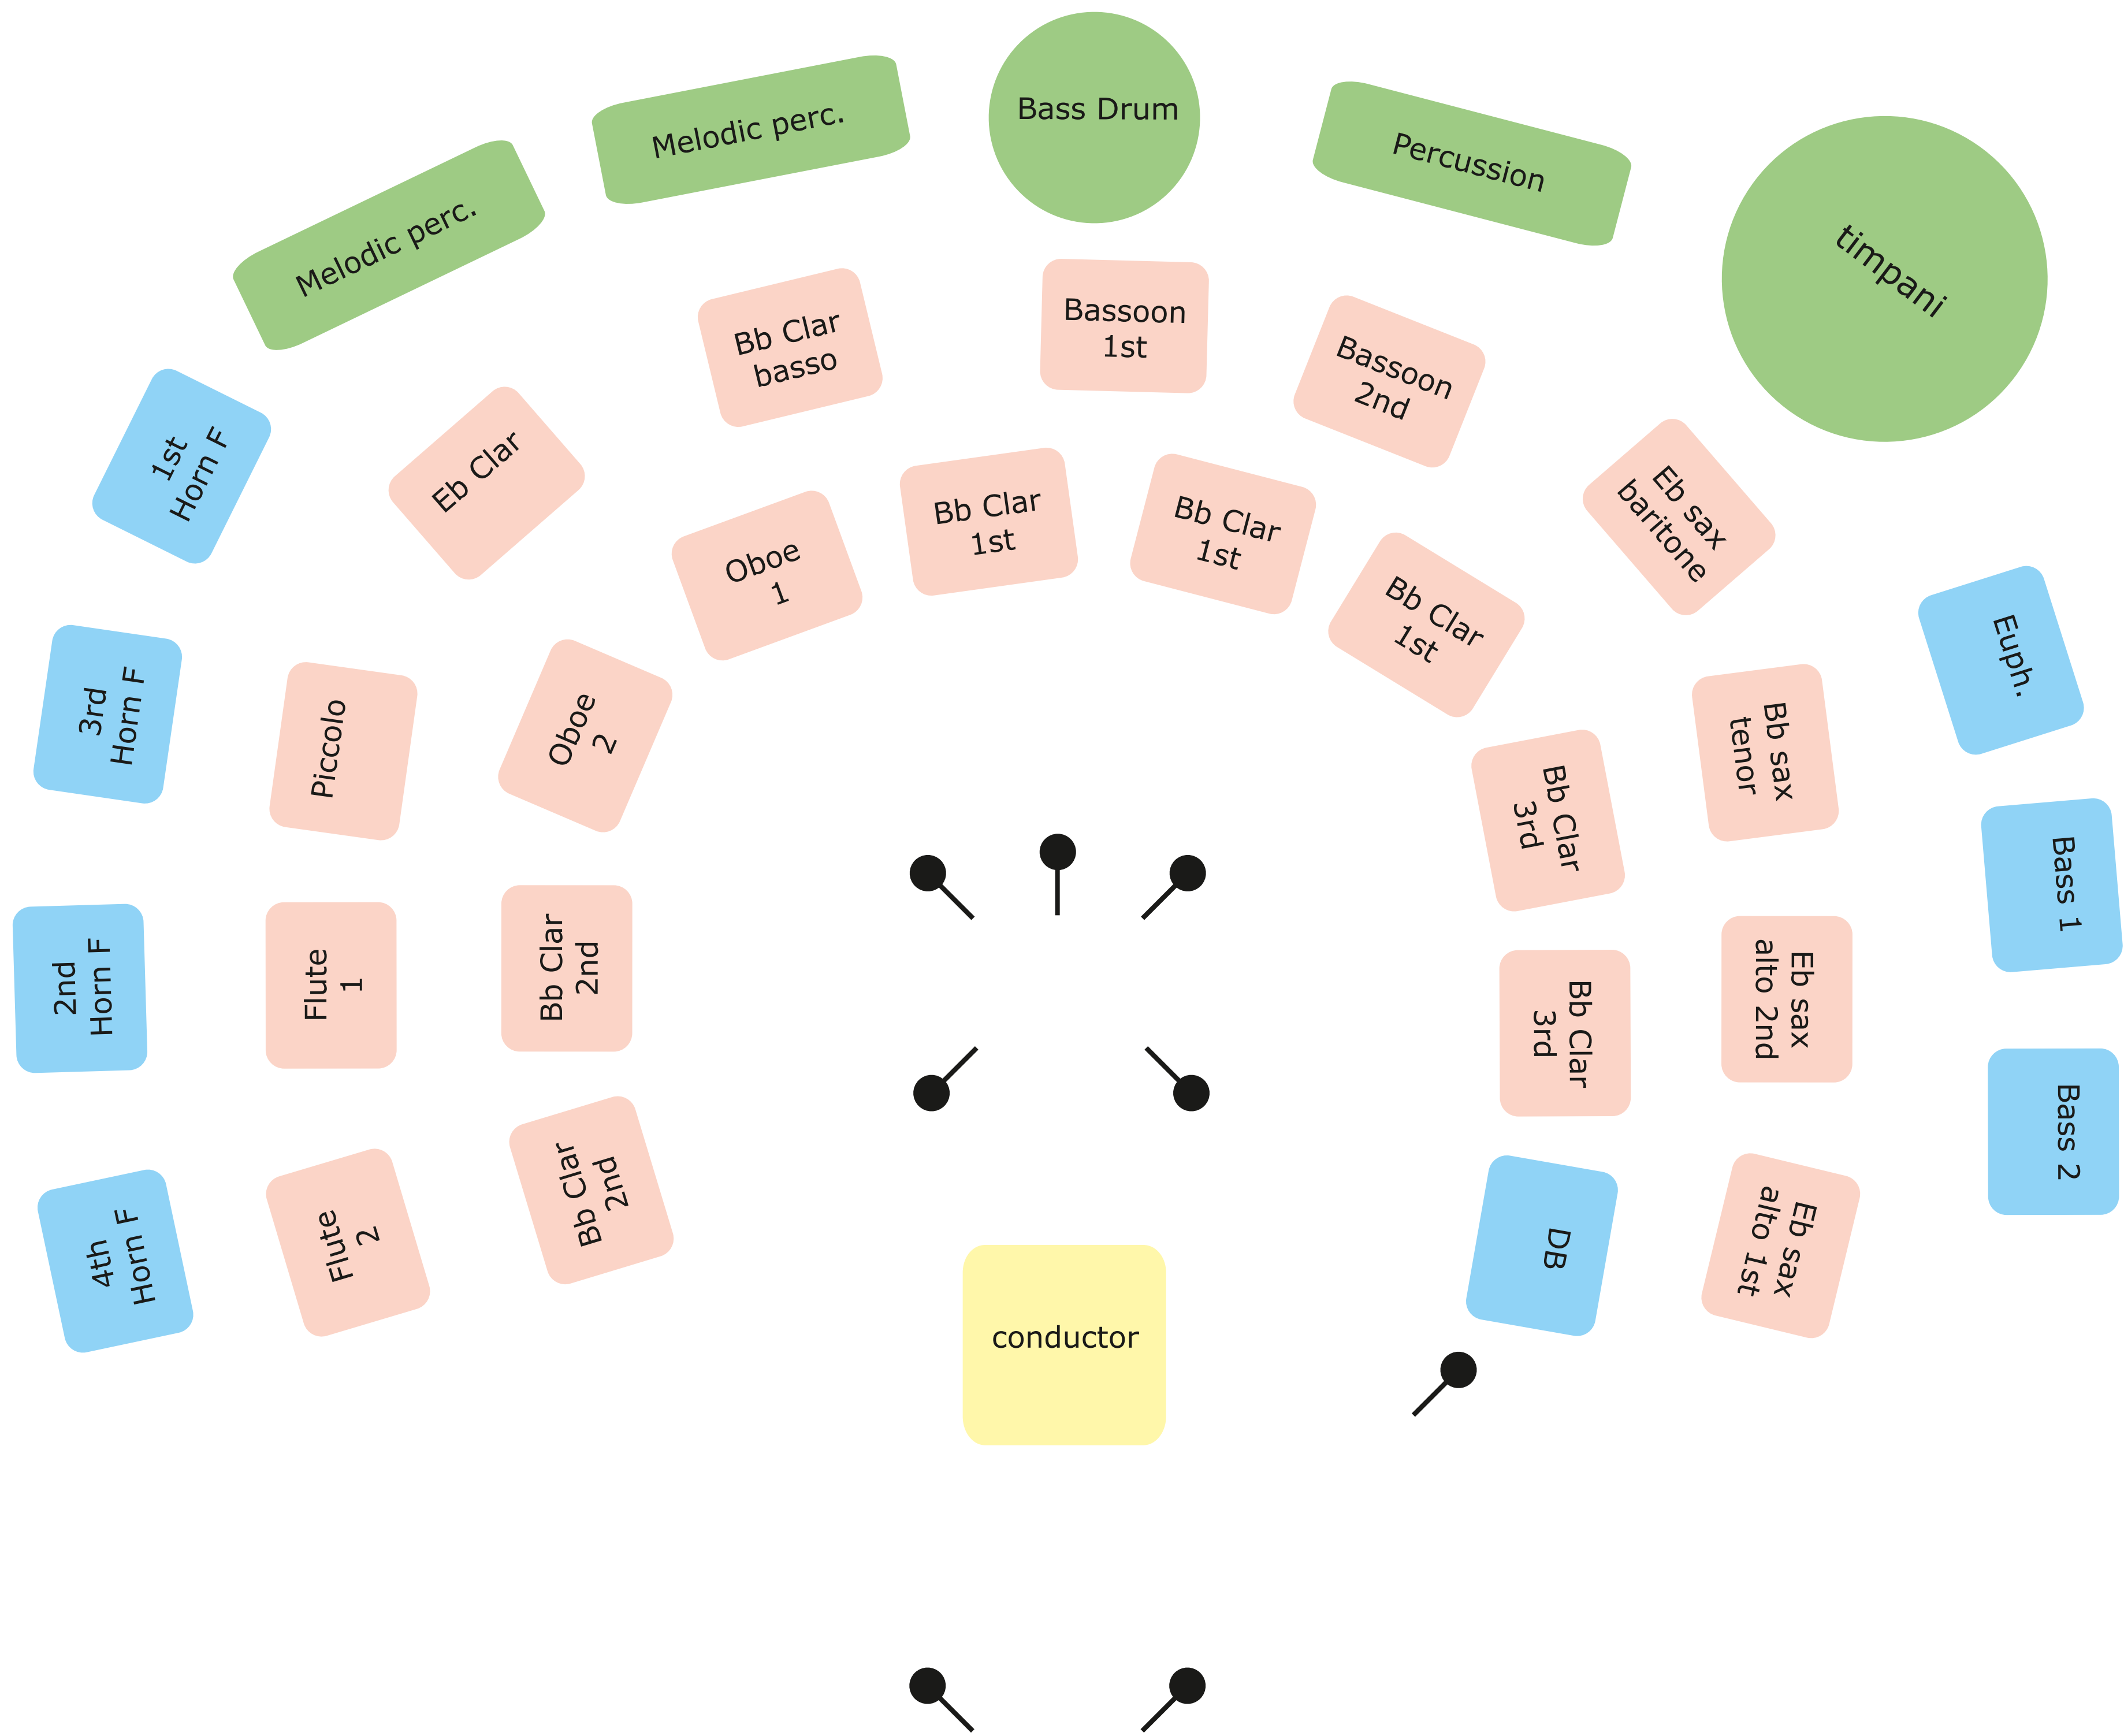 Bass Drum
Melodic perc.
Percussion
Melodic perc.
timpani
Bb Clar
basso
Bassoon
1st
Bassoon
2nd
1st
Horn F
Eb Clar
Oboe
1
Bb Clar
1st
Bb Clar
1st
Bb Clar
1st
Eb sax
baritone
Euph.
3rd
Horn F
Piccolo
Oboe
2
Bb Clar
3rd
Bb sax
tenor
Bass 1
2nd
Horn F
Flute
1
Bb Clar
2nd
Bb Clar
3rd
Eb sax
alto 2nd
Bass 2
4th
Horn F
Flute
2
Bb Clar
2nd
DB
Eb sax
alto 1st
conductor